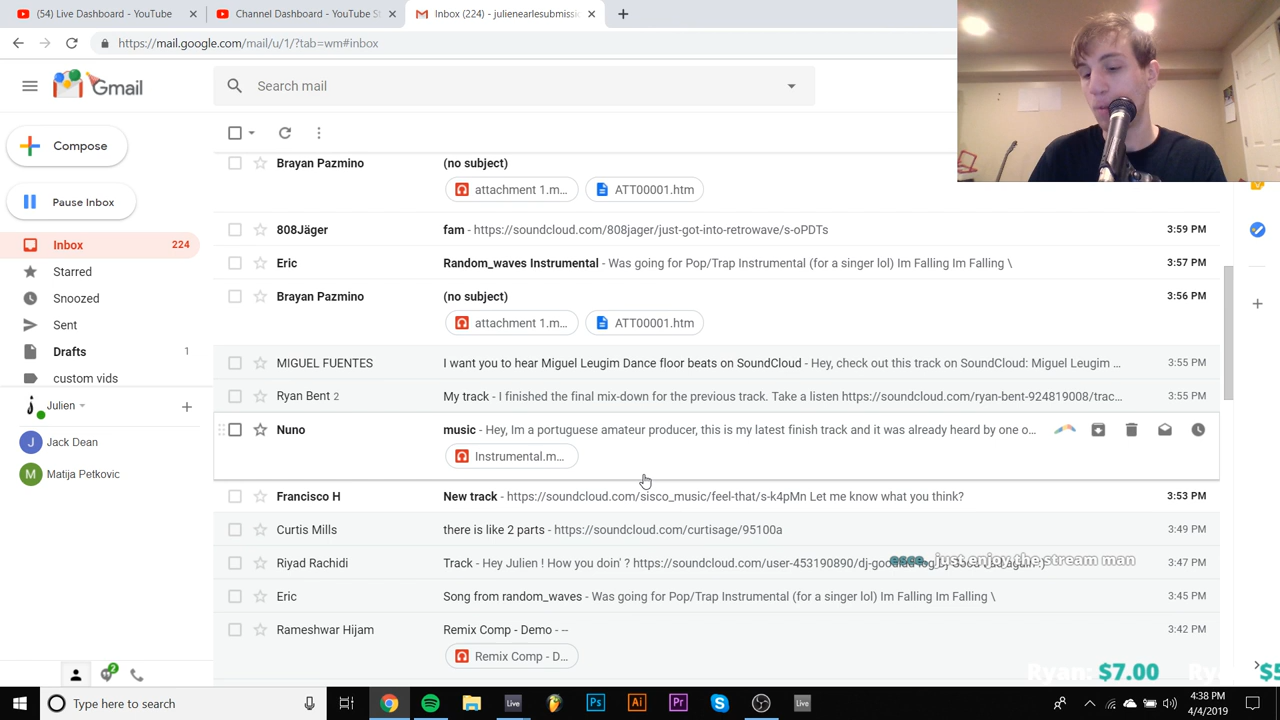 (54) Live Dashboard - YouTube
Channel Dashboard - YouTube S
Inbox (224) - julienearlesubmissi
https://mail.google.com/mail/u/1/?tab=wm#inbox
Gmail
Search mail
Compose
Pause Inbox
Inbox 224
Starred
Snoozed
Sent
Drafts 1
custom vids
Julien
Jack Dean
J
Matija Petkovic
M
2
Brayan Pazmino (no subject)
attachment 1.m... ATT00001.htm
808Jäger fam - https://soundcloud.com/808jager/just-got-into-retrowave/s-oPDTs 3:59 PM
Eric Random_waves Instrumental - Was going for Pop/Trap Instrumental (for a singer lol) Im Falling Im Falling \ 3:57 PM
Brayan Pazmino (no subject) 3:56 PM
attachment 1.m... ATT00001.htm
MIGUEL FUENTES I want you to hear Miguel Leugim Dance floor beats on SoundCloud - Hey, check out this track on SoundCloud: Miguel Leugim ... 3:55 PM
Ryan Bent 2 My track - I finished the final mix-down for the previous track. Take a listen https://soundcloud.com/ryan-bent-924819008/trac... 3:55 PM
Nuno music - Hey, Im a portuguese amateur producer, this is my latest finish track and it was already heard by one o...
Instrumental.m...
Francisco H New track - https://soundcloud.com/sisco_music/feel-that/s-k4pMn Let me know what you think? 3:53 PM
Curtis Mills there is like 2 parts - https://soundcloud.com/curtisage/95100a 3:49 PM
esce. just enjoy the stream man
Riyad Rachidi Track - Hey Julien ! How you doin' ? https://soundcloud.com/user-453190890/dj- 3:47 PM
Eric Song from random_waves - Was going for Pop/Trap Instrumental (for a singer lol) Im Falling Im Falling \ 3:45 PM
Rameshwar Hijam Remix Comp - Demo - -- 3:42 PM
Remix Comp - D...
Ryan: $7.00
Type here to search
Live
Ps
Ai
Pr
Live
4:38 PM
4/4/2019